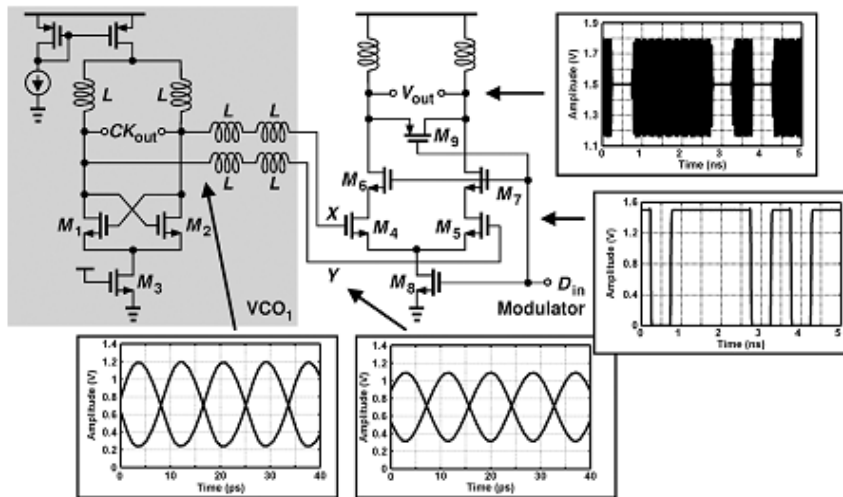 L
L
CKout
L
L
L
L
M1
M2
M3
VCO1
Vout
M9
M6
M7
X
M4
M5
Y
M8
Din
Modulator
Amplitude (V)
1.9
1.7
1.5
1.3
1.1
0 1 2 3 4 5
Time (ns)
Amplitude (V)
1.6
1.2
0.8
0.4
0
0 1 2 3 4 5
Time (ns)
Amplitude (V)
1.4
1.2
1
0.8
0.6
0.4
0.2
0
0 10 20 30 40
Time (ps)
Amplitude (V)
1.4
1.2
1
0.8
0.6
0.4
0.2
0
0 10 20 30 40
Time (ps)